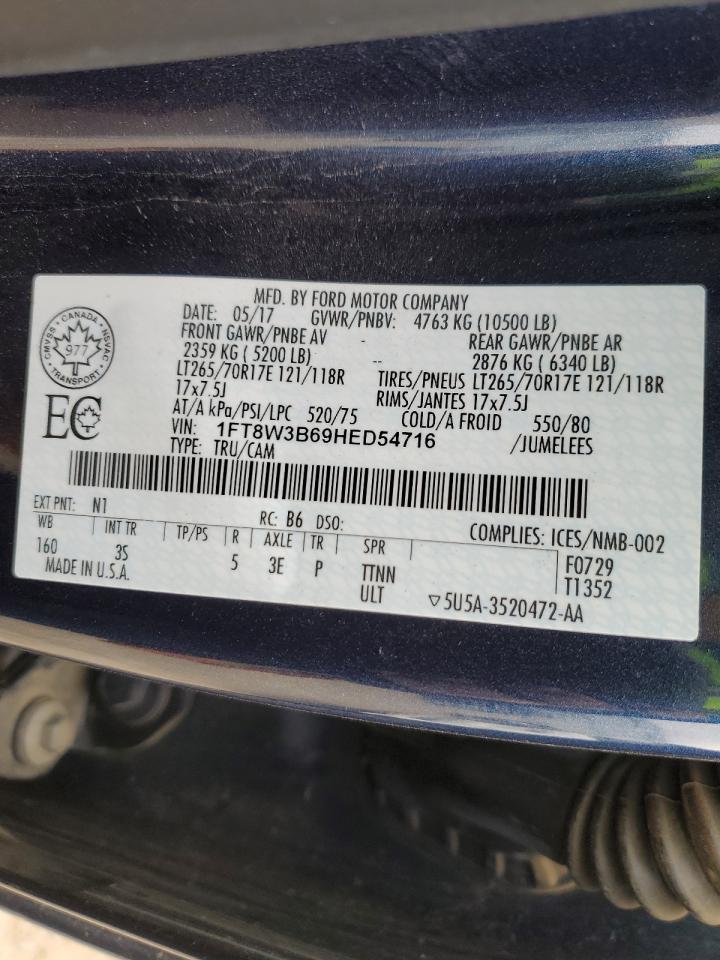 MFD. BY FORD MOTOR COMPANY
DATE: 05/17 GVWR/PNBV: 4763 KG (10500 LB)
FRONT GAWR/PNBE AV - REAR GAWR/PNBE AR
2359 KG ( 5200 LB) -- 2876 KG ( 6340 LB)
LT265/70R17E 121/118R TIRES/PNEUS LT265/70R17E 121/118R
17x7.5J RIMS/JANTES 17x7.5J
AT/A kPa/PSI/LPC 520/75 COLD/A FROID 550/80
VIN: 1FT8W3B69HED54716 /JUMELEES
TYPE: TRU/CAM
CANADA
CMVSS NSVAC
977
TRANSPORT
EC
EXT PNT: N1 RC: B6 DSO: COMPLIES: ICES/NMB-002
WB INT TR TP/PS R AXLE TR SPR F0729
160 3S 5 3E P TTNN T1352
MADE IN U.S.A. ULT ▽5U5A-3520472-AA